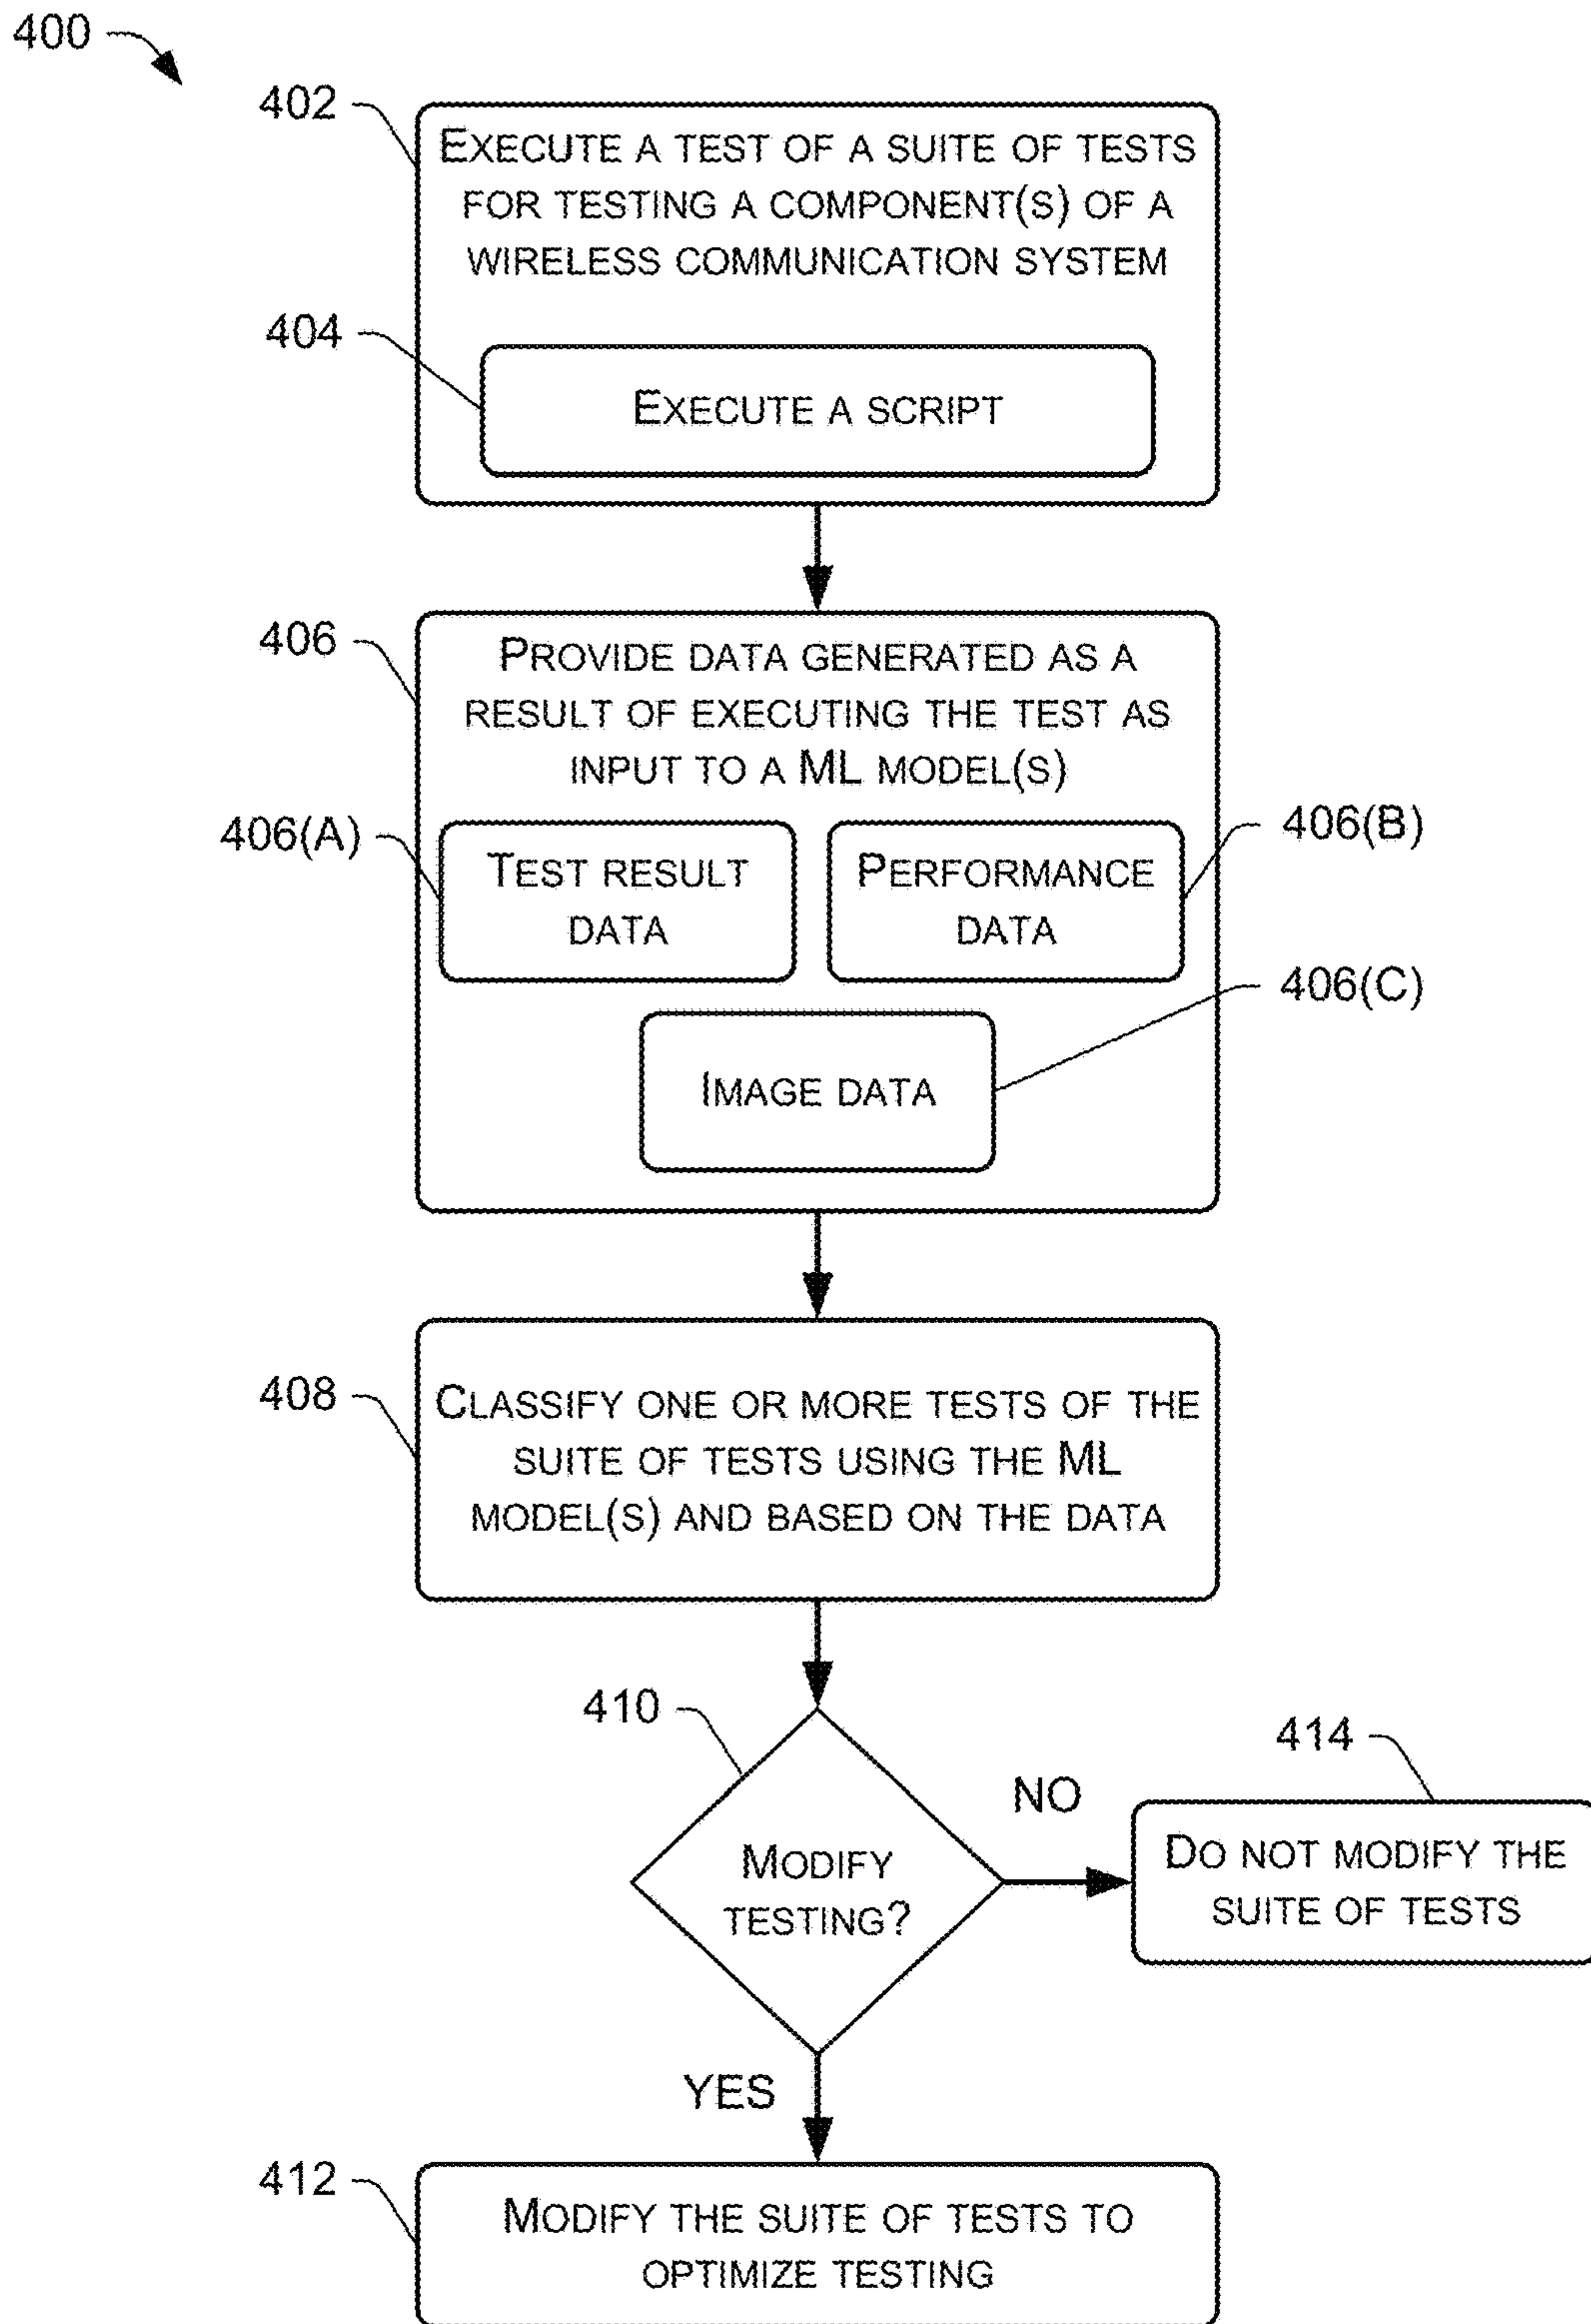 400
402
EXECUTE A TEST OF A SUITE OF TESTS
FOR TESTING A COMPONENT(S) OF A
WIRELESS COMMUNICATION SYSTEM
404
EXECUTE A SCRIPT
406
PROVIDE DATA GENERATED AS A
RESULT OF EXECUTING THE TEST AS
INPUT TO A ML MODEL(S)
406(A)
TEST RESULT
DATA
PERFORMANCE
DATA
406(B)
406(C)
IMAGE DATA
408
CLASSIFY ONE OR MORE TESTS OF THE
SUITE OF TESTS USING THE ML
MODEL(S) AND BASED ON THE DATA
410
MODIFY
TESTING?
NO
414
DO NOT MODIFY THE
SUITE OF TESTS
YES
412
MODIFY THE SUITE OF TESTS TO
OPTIMIZE TESTING